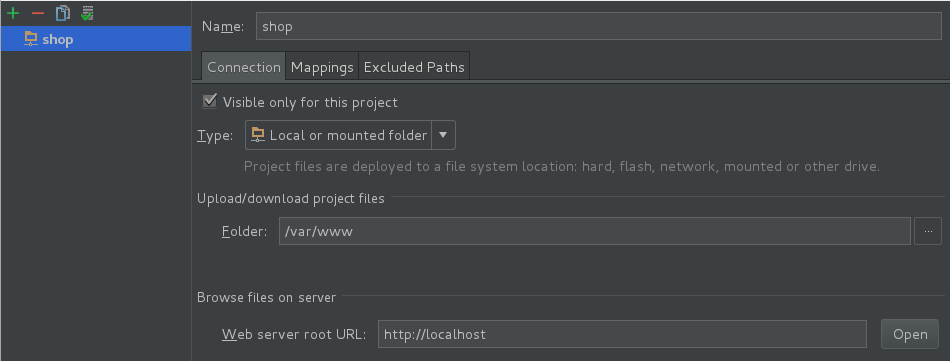 shop
Name: shop
Connection Mappings Excluded Paths
Visible only for this project
Type: Local or mounted folder
Project files are deployed to a file system location: hard, flash, network, mounted or other drive.
Upload/download project files
Folder: /var/www ...
Browse files on server
Web server root URL: http://localhost Open